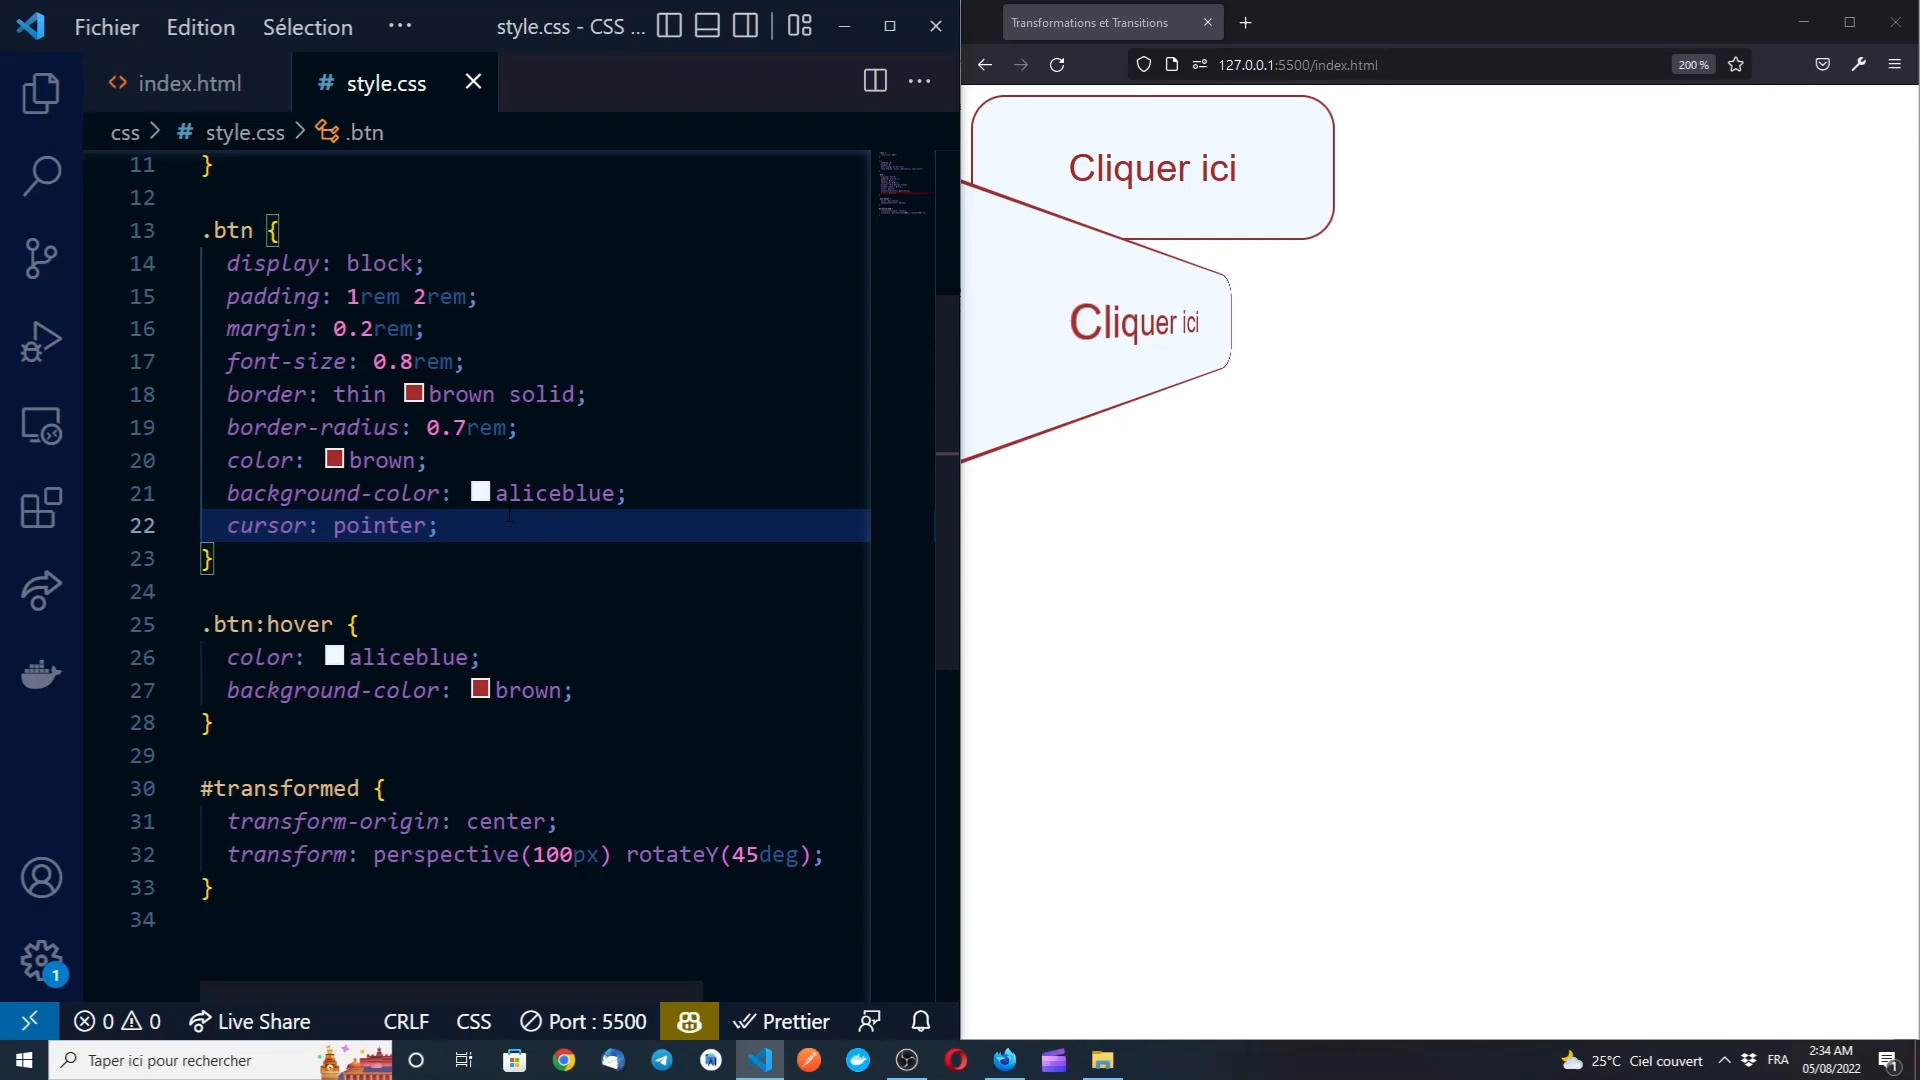 Fichier Edition Sélection ··· style.css - CSS ...
<> index.html # style.css
css > # style.css > .btn
11 }
12
13 .btn {
14 display: block;
15 padding: 1rem 2rem;
16 margin: 0.2rem;
17 font-size: 0.8rem;
18 border: thin brown solid;
19 border-radius: 0.7rem;
20 color: brown;
21 background-color: aliceblue;
22 cursor: pointer;
23 }
24
25 .btn:hover {
26 color: aliceblue;
27 background-color: brown;
28 }
29
30 #transformed {
31 transform-origin: center;
32 transform: perspective(100px) rotateY(45deg);
33 }
34
1
0 0 Live Share CRLF CSS Port : 5500 Prettier
Transformations et Transitions
127.0.0.1:5500/index.html 200 %
Cliquer ici
Cliquer ici
Taper ici pour rechercher
25°C Ciel couvert FRA 2:34 AM
05/08/2022
1